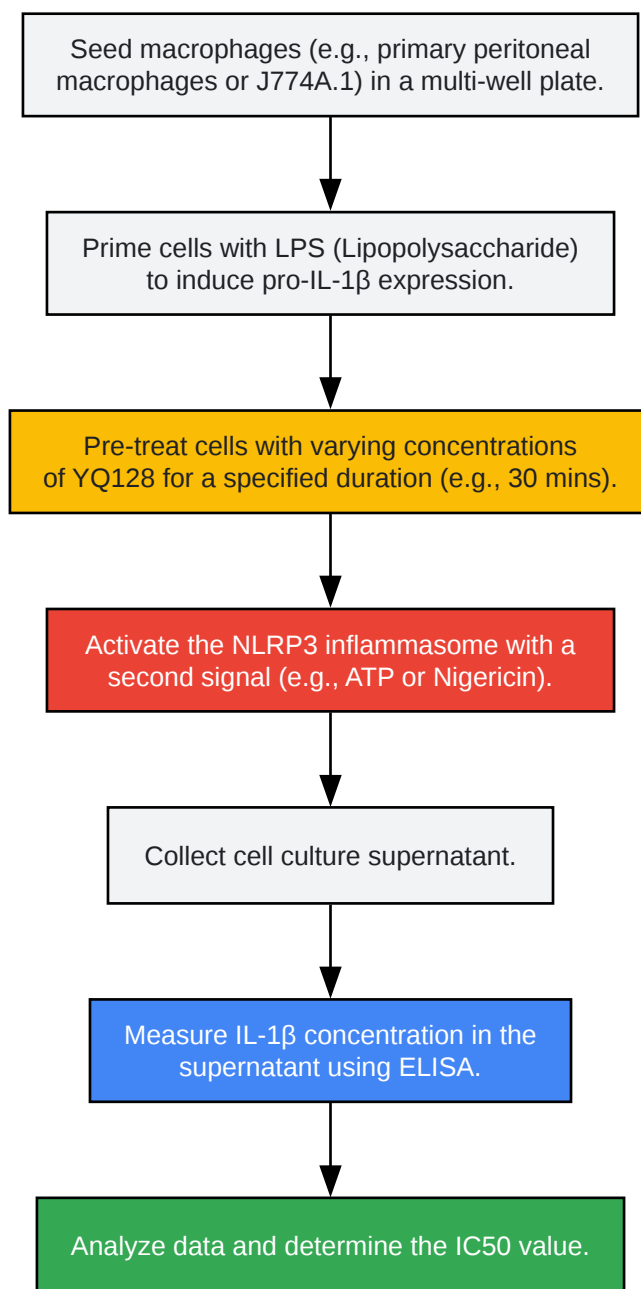 Seed macrophages (e.g., primary peritoneal
macrophages or J774A.1) in a multi-well plate.
Prime cells with LPS (Lipopolysaccharide)
to induce pro-IL-1β expression.
Pre-treat cells with varying concentrations
of YQ128 for a specified duration (e.g., 30 mins).
Activate the NLRP3 inflammasome with a
second signal (e.g., ATP or Nigericin).
Collect cell culture supernatant.
Measure IL-1β concentration in the
supernatant using ELISA.
Analyze data and determine the IC50 value.